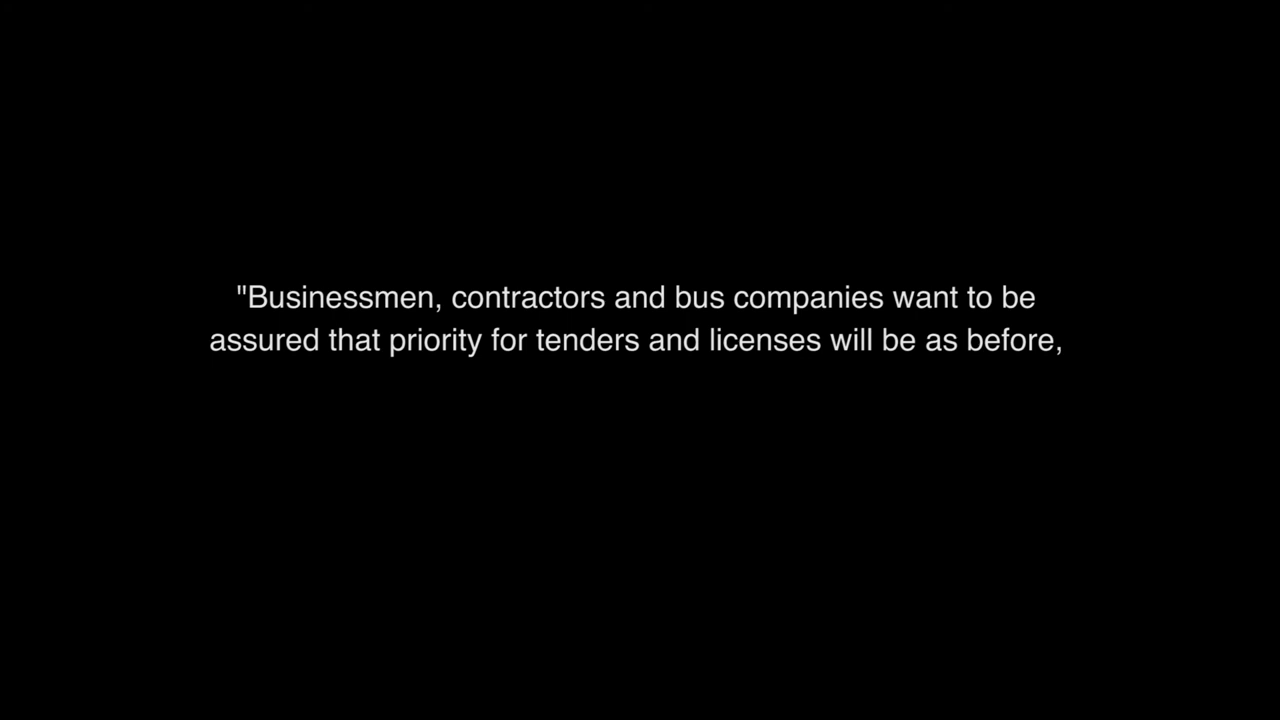 "Businessmen, contractors and bus companies want to be
assured that priority for tenders and licenses will be as before,